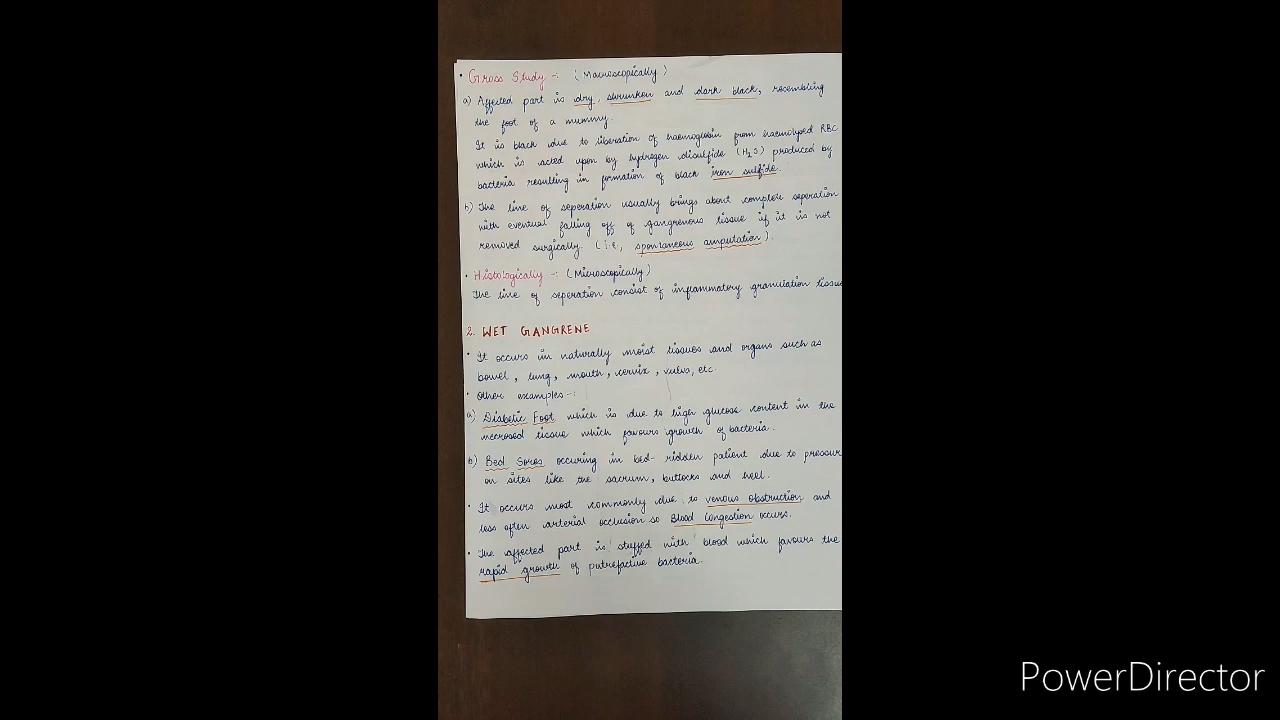 • Gross Study -: (Macroscopically)
a) Affected part is dry, shrunken and dark black, resembling
the foot of a mummy.
It is black due to liberation of haemoglobin from haemolysed RBC
which is acted upon by hydrogen disulfide (H₂S) produced by
bacteria resulting in formation of black iron sulfide.
b) The line of seperation usually brings about complete seperation
with eventual falling off of gangrenous tissue if it is not
removed surgically. (i.e., spontaneous amputation).
• Histologically -: (Microscopically)
The line of seperation consist of inflammatory granulation tissue
2. WET GANGRENE
• It occurs in naturally moist tissues and organs such as
bowel, lung, mouth, cervix, vulva, etc.
• Other examples -:
a) Diabetic Foot which is due to high glucose content in the
necrosed tissue which favours growth of bacteria.
b) Bed Sores occuring in bed-ridden patient due to pressur
on sites like the sacrum, buttocks and heel.
• It occurs most commonly due to venous obstruction and
less often arterial occlusion so Blood Congestion occurs.
• The affected part is stuffed with blood which favours the
rapid growth of putrefactive bacteria.
PowerDirector